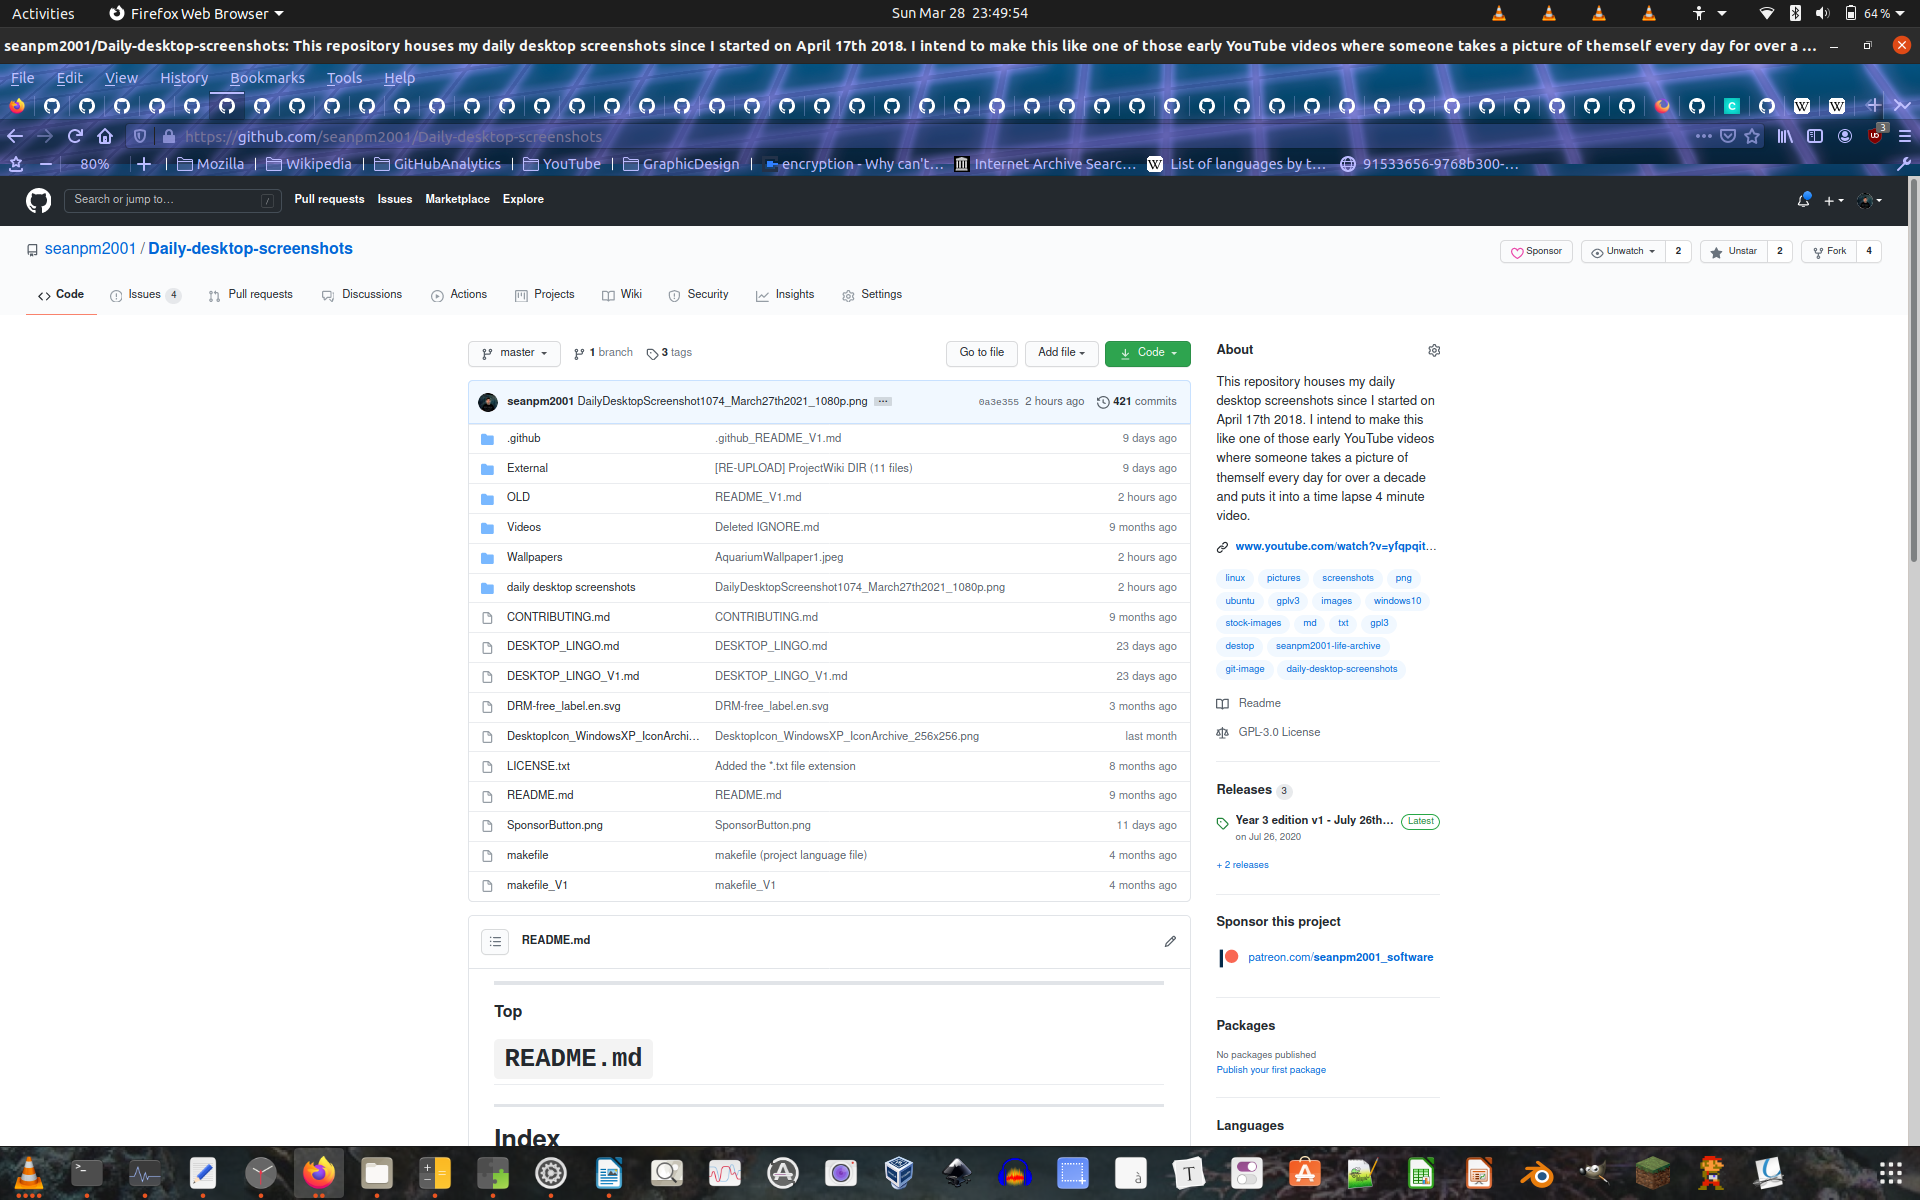 Activities Firefox Web Browser Sun Mar 28 23:49:54 64 %
seanpm2001/Daily-desktop-screenshots: This repository houses my daily desktop screenshots since I started on April 17th 2018. I intend to make this like one of those early YouTube videos where someone takes a picture of themself every day for over a ...
File Edit View History Bookmarks Tools Help
https://github.com/seanpm2001/Daily-desktop-screenshots 3
80% Mozilla Wikipedia GitHubAnalytics YouTube GraphicDesign encryption - Why can't... Internet Archive Searc... List of languages by t... 91533656-9768b300-...
Search or jump to... / Pull requests Issues Marketplace Explore
seanpm2001 / Daily-desktop-screenshots Sponsor Unwatch 2 Unstar 2 Fork 4
Code Issues 4 Pull requests Discussions Actions Projects Wiki Security Insights Settings
master 1 branch 3 tags Go to file Add file Code
seanpm2001 DailyDesktopScreenshot1074_March27th2021_1080p.png ... 0a3e355 2 hours ago 421 commits
.github .github_README_V1.md 9 days ago
External [RE-UPLOAD] ProjectWiki DIR (11 files) 9 days ago
OLD README_V1.md 2 hours ago
Videos Deleted IGNORE.md 9 months ago
Wallpapers AquariumWallpaper1.jpeg 2 hours ago
daily desktop screenshots DailyDesktopScreenshot1074_March27th2021_1080p.png 2 hours ago
CONTRIBUTING.md CONTRIBUTING.md 9 months ago
DESKTOP_LINGO.md DESKTOP_LINGO.md 23 days ago
DESKTOP_LINGO_V1.md DESKTOP_LINGO_V1.md 23 days ago
DRM-free_label.en.svg DRM-free_label.en.svg 3 months ago
DesktopIcon_WindowsXP_IconArchi... DesktopIcon_WindowsXP_IconArchive_256x256.png last month
LICENSE.txt Added the *.txt file extension 8 months ago
README.md README.md 9 months ago
SponsorButton.png SponsorButton.png 11 days ago
makefile makefile (project language file) 4 months ago
makefile_V1 makefile_V1 4 months ago
README.md
Top
README.md
Index
About
This repository houses my daily
desktop screenshots since I started on
April 17th 2018. I intend to make this
like one of those early YouTube videos
where someone takes a picture of
themself every day for over a decade
and puts it into a time lapse 4 minute
video.
www.youtube.com/watch?v=yfqpqit...
linux pictures screenshots png
ubuntu gplv3 images windows10
stock-images md txt gpl3
destop seanpm2001-life-archive
git-image daily-desktop-screenshots
Readme
GPL-3.0 License
Releases 3
Year 3 edition v1 - July 26th... Latest
on Jul 26, 2020
+ 2 releases
Sponsor this project
patreon.com/seanpm2001_software
Packages
No packages published
Publish your first package
Languages